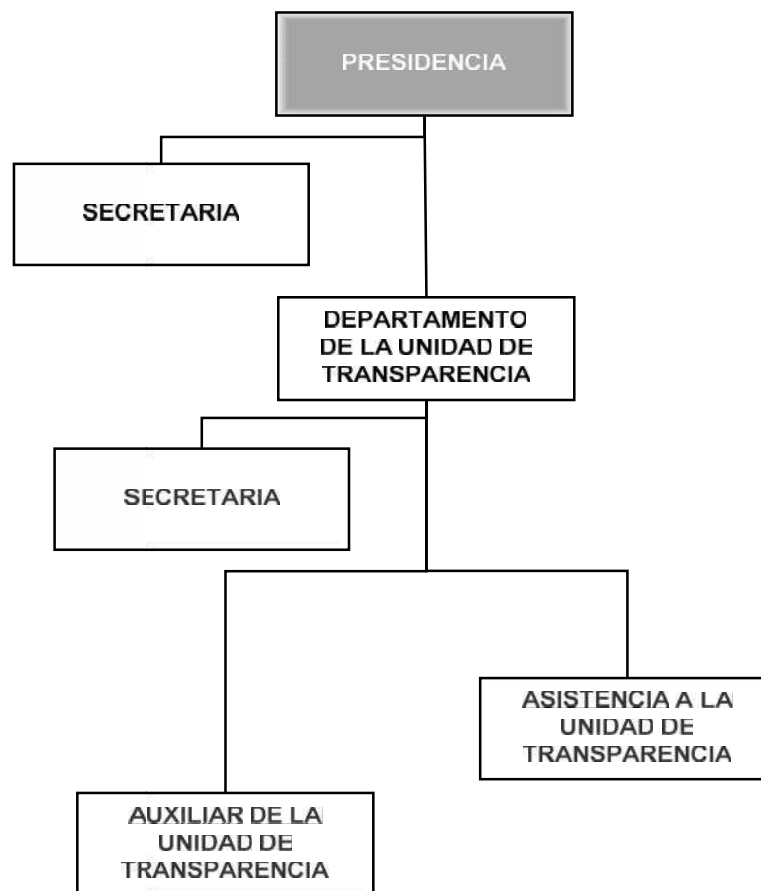 PRESIDENCIA
SECRETARIA
DEPARTAMENTO
DE LA UNIDAD DE
TRANSPARENCIA
SECRETARIA
ASISTENCIA A LA
UNIDAD DE
TRANSPARENCIA
AUXILIAR DE LA
UNIDAD DE
TRANSPARENCIA